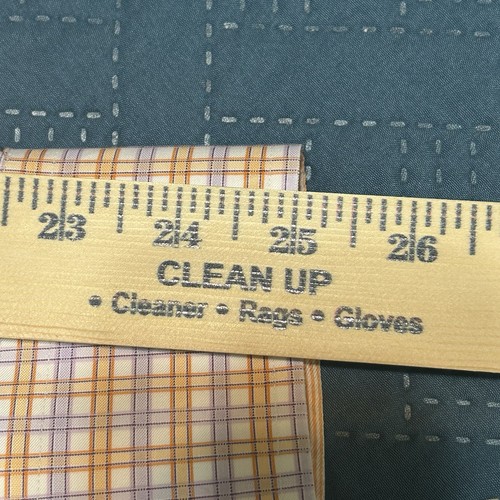 23 24 25 26
CLEAN UP
• Cleaner • Rags • Gloves